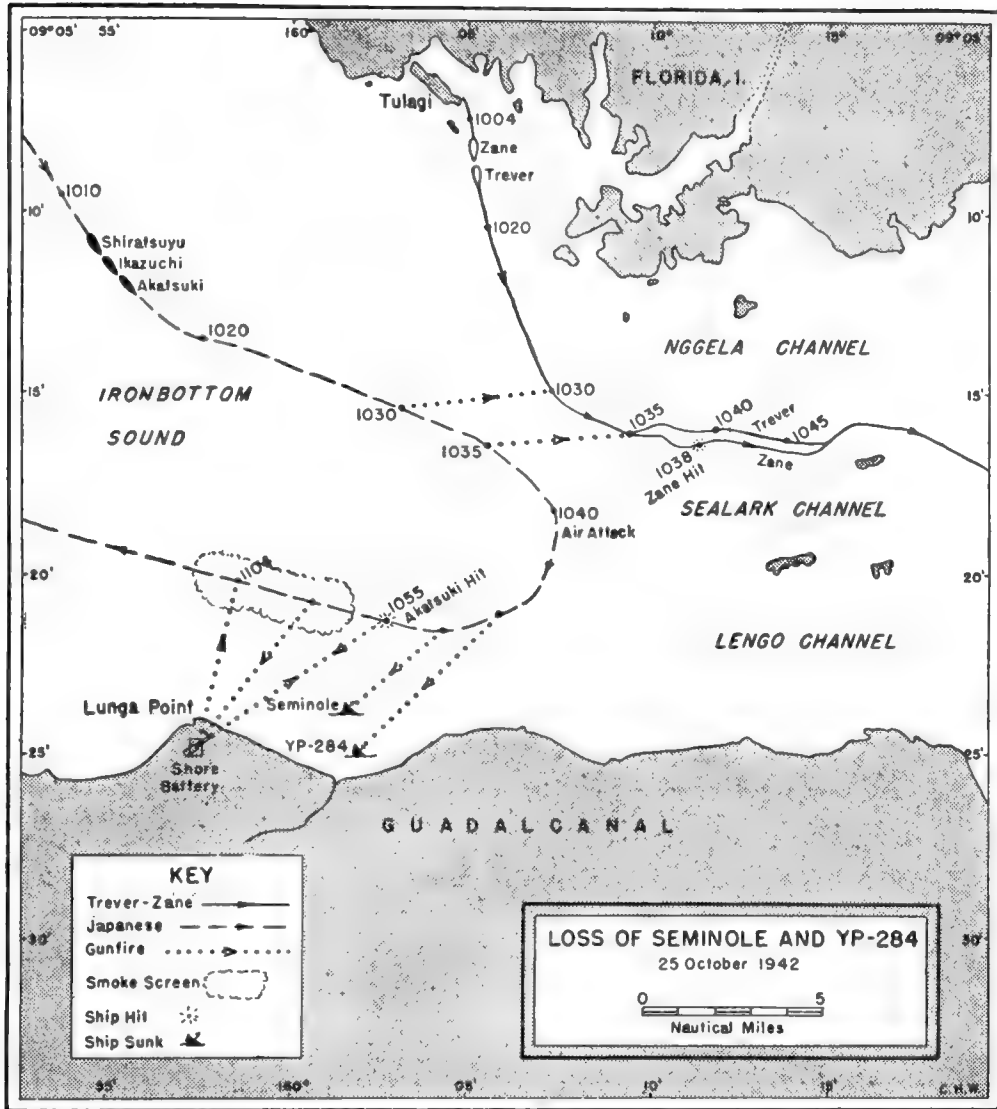 09°05' 55' 160° 05' 10' 15' 09°05'
FLORIDA, I.
Tulagi
1004
Zane
Trever
1010
10' 10'
1020
Shiratsuyu
Ikazuchi
Akatsuki
1020
NGGELA CHANNEL
IRONBOTTOM
SOUND
15' 15'
1030 1030
1035 1035 1040 Trever 1045
1038
Zane Hit
Zane
SEALARK CHANNEL
1040
Air Attack
20' 20'
1104
1055
Akatsuki Hit
LENGO CHANNEL
Lunga Point
Seminole
YP-284
25' 25'
Shore
Battery
GUADALCANAL
KEY
Trever-Zane
Japanese
Gunfire
Smoke Screen
Ship Hit
Ship Sunk
30' 30'
LOSS OF SEMINOLE AND YP-284
25 October 1942
0 5
Nautical Miles
55' 160° 05' 10' 15'
C.H.W.